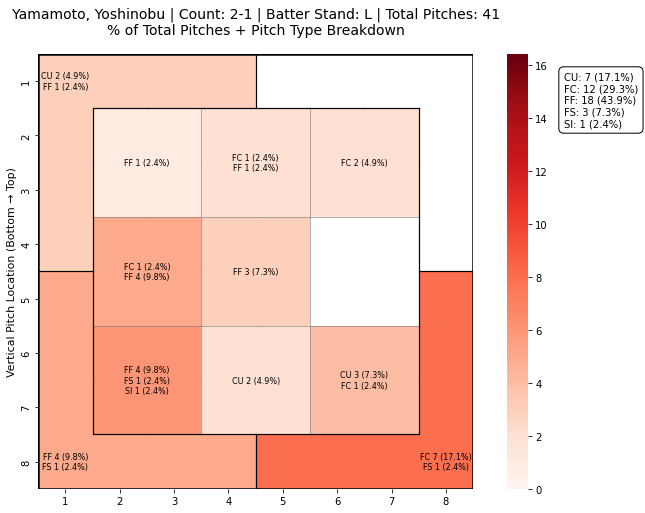 Yamamoto, Yoshinobu | Count: 2-1 | Batter Stand: L | Total Pitches: 41
% of Total Pitches + Pitch Type Breakdown
CU 2 (4.9%)
FF 1 (2.4%)
FF 1 (2.4%)
FC 1 (2.4%)
FF 1 (2.4%)
FC 2 (4.9%)
FC 1 (2.4%)
FF 4 (9.8%)
FF 3 (7.3%)
FF 4 (9.8%)
FS 1 (2.4%)
SI 1 (2.4%)
CU 2 (4.9%)
CU 3 (7.3%)
FC 1 (2.4%)
FF 4 (9.8%)
FS 1 (2.4%)
FC 7 (17.1%)
FS 1 (2.4%)
Vertical Pitch Location (Bottom → Top)
1
2
3
4
5
6
7
8
1 2 3 4 5 6 7 8
16
14
12
10
8
6
4
2
0
CU: 7 (17.1%)
FC: 12 (29.3%)
FF: 18 (43.9%)
FS: 3 (7.3%)
SI: 1 (2.4%)